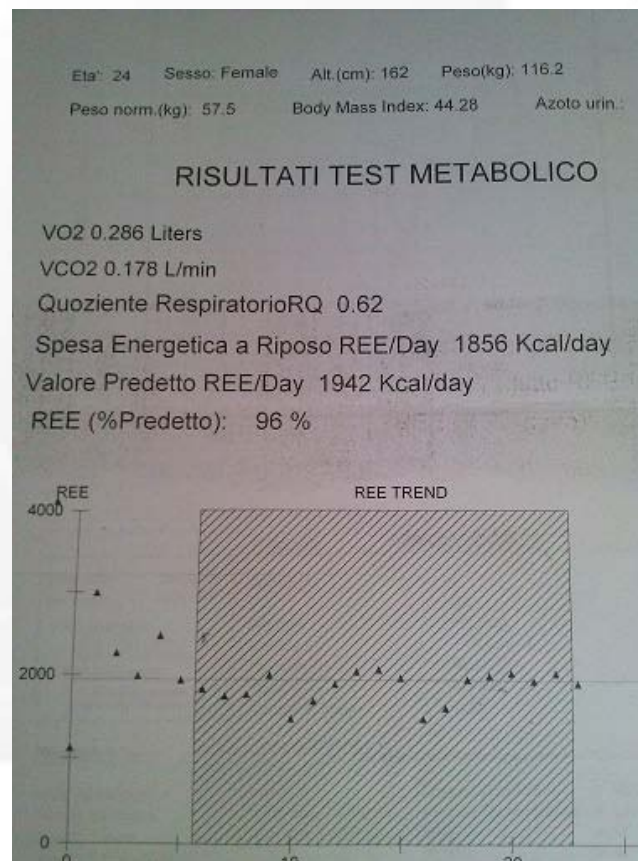 Eta': 24 Sesso: Female Alt.(cm): 162 Peso(kg): 116.2
Peso norm.(kg): 57.5 Body Mass Index: 44.28 Azoto urin.:
RISULTATI TEST METABOLICO
VO2 0.286 Liters
VCO2 0.178 L/min
Quoziente RespiratorioRQ 0.62
Spesa Energetica a Riposo REE/Day 1856 Kcal/day
Valore Predetto REE/Day 1942 Kcal/day
REE (%Predetto): 96 %
REE REE TREND
4000
2000
0
0 10 20